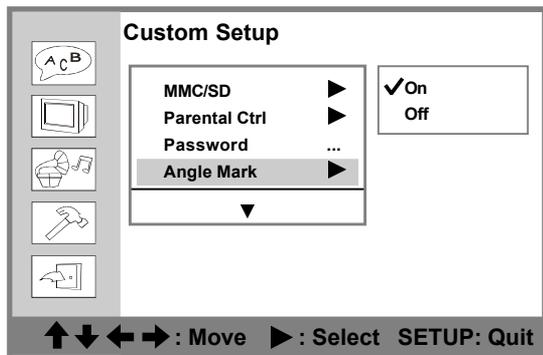 Custom Setup
A C B
MMC/SD
Parental Ctrl
Password ...
Angle Mark
On
Off
: Move : Select SETUP: Quit